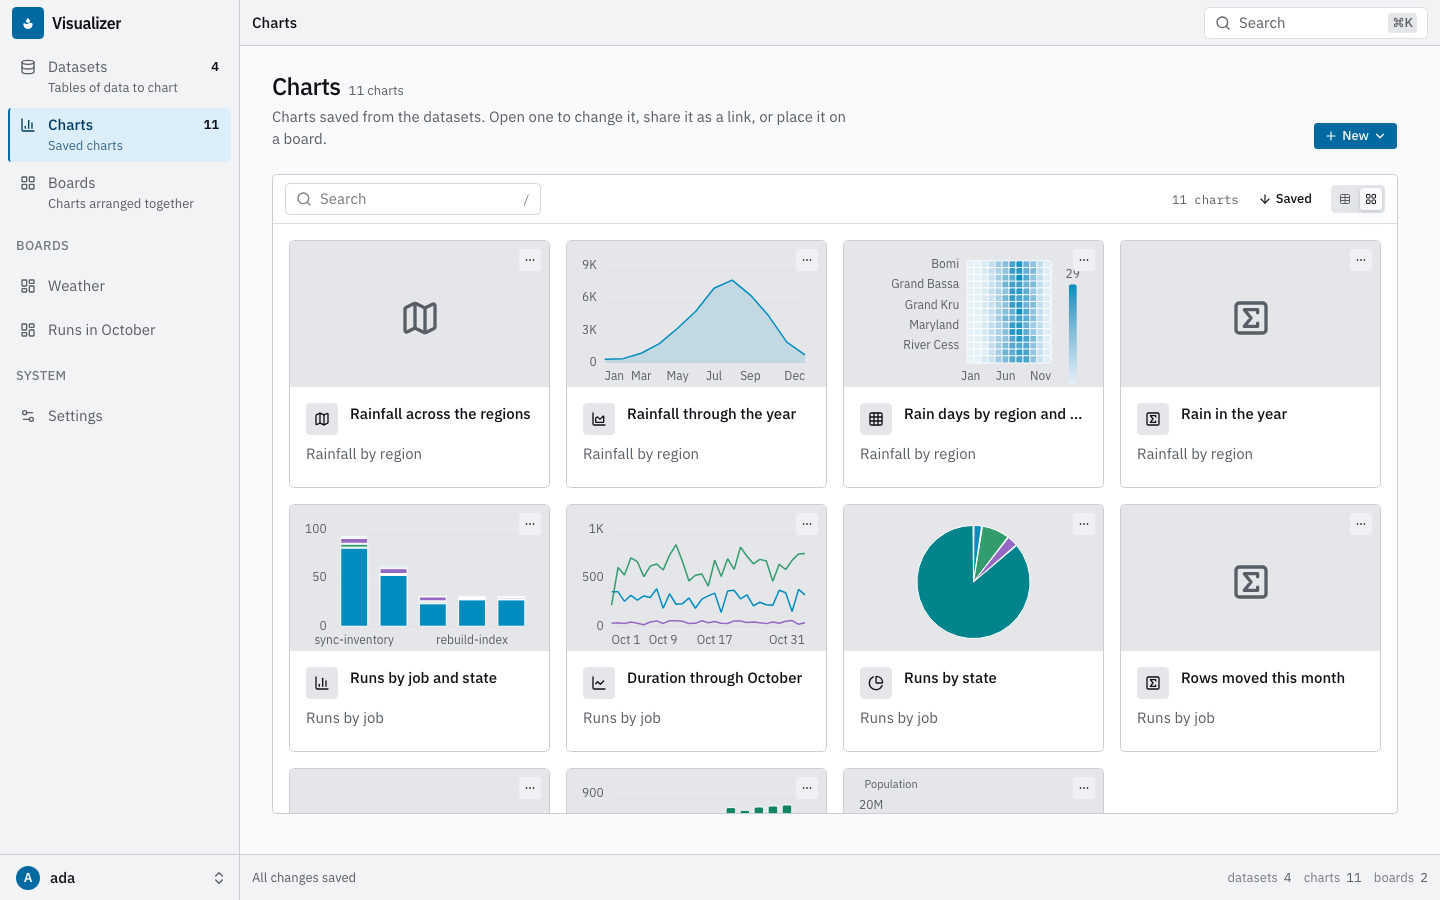 Visualizer
Datasets 4
Tables of data to chart
Charts 11
Saved charts
Boards
Charts arranged together
BOARDS
Weather
Runs in October
SYSTEM
Settings
A ada
Charts
Search ⌘K
Charts 11 charts
Charts saved from the datasets. Open one to change it, share it as a link, or place it on
a board.
+ New
Search /
11 charts
↓ Saved
Rainfall across the regions
Rainfall by region
9K
6K
3K
0
Jan Mar May Jul Sep Dec
Rainfall through the year
Rainfall by region
Bomi
Grand Bassa
Grand Kru
Maryland
River Cess
Jan Jun Nov
29
Rain days by region and ...
Rainfall by region
Rain in the year
Rainfall by region
100
50
0
sync-inventory rebuild-index
Runs by job and state
Runs by job
1K
500
0
Oct 1 Oct 9 Oct 17 Oct 31
Duration through October
Runs by job
Runs by state
Runs by job
Rows moved this month
Runs by job
900
Population
20M
All changes saved
datasets 4 charts 11 boards 2